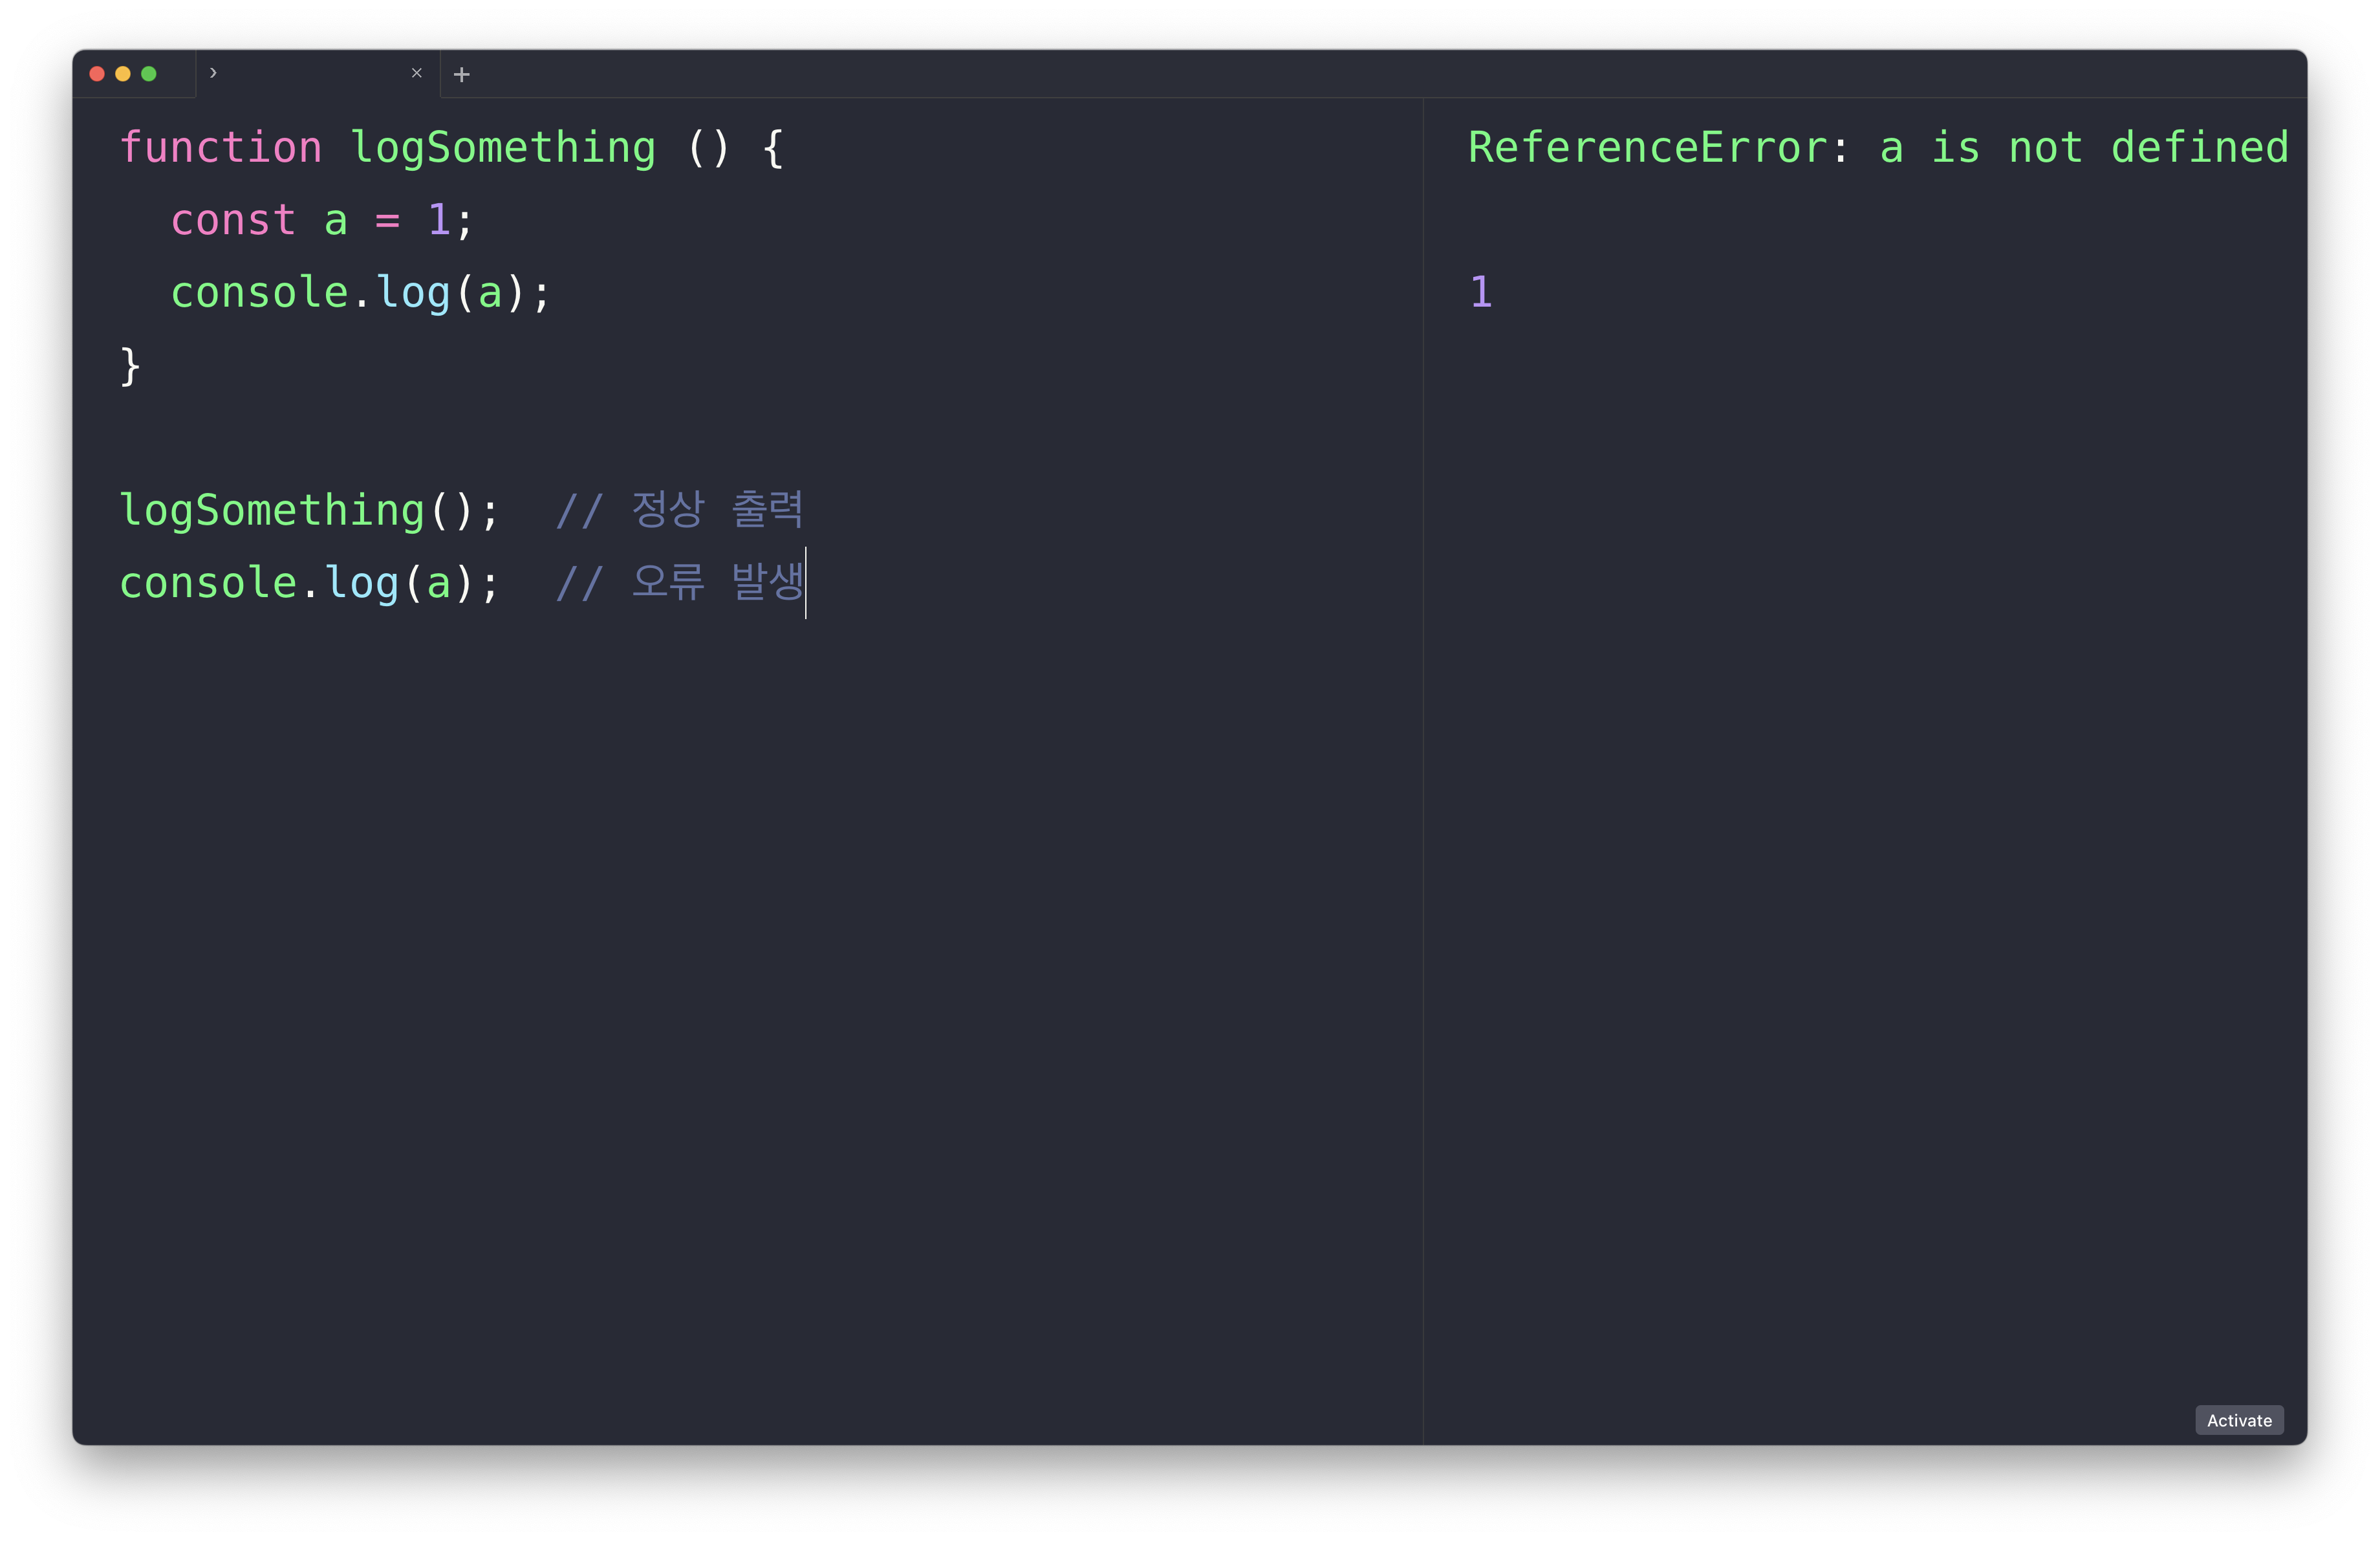 function logSomething () {
  const a = 1;
  console.log(a);
}

logSomething();  // 정상 출력
console.log(a);  // 오류 발생
ReferenceError: a is not defined
1
Activate